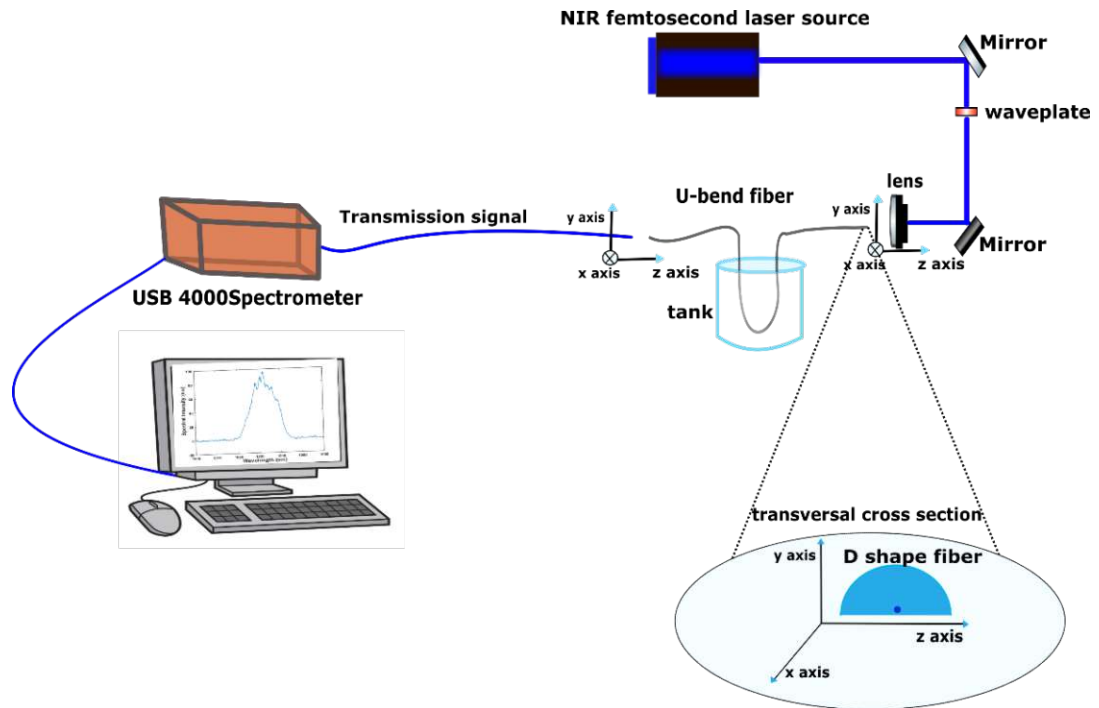 NIR femtosecond laser source
Mirror
waveplate
lens
U-bend fiber
Transmission signal
y axis
y axis
x axis
z axis
x axis
z axis
Mirror
tank
USB 4000Spectrometer
transversal cross section
y axis
D shape fiber
z axis
x axis